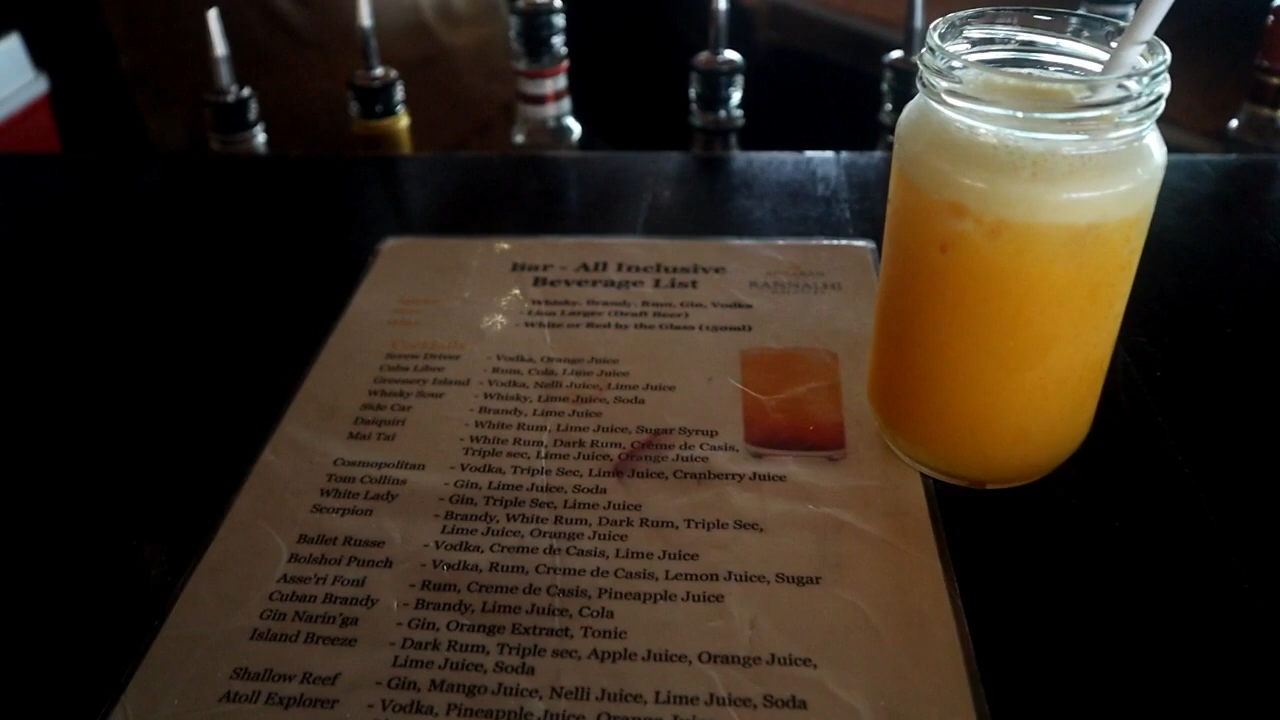 Bar - All Inclusive
Beverage List
RANNALHI
- Whisky, Brandy, Rum, Gin, Vodka
- Lion Larger (Draft Beer)
- White or Red by the Glass (150ml)
Cocktails
Screw Driver - Vodka, Orange Juice
Cuba Libre - Rum, Cola, Lime Juice
Greenery Island - Vodka, Nelli Juice, Lime Juice
Whisky Sour - Whisky, Lime Juice, Soda
Side Car - Brandy, Lime Juice
Daiquiri - White Rum, Lime Juice, Sugar Syrup
Mai Tai - White Rum, Dark Rum, Crème de Casis,
Triple sec, Lime Juice, Orange Juice
Cosmopolitan - Vodka, Triple Sec, Lime Juice, Cranberry Juice
Tom Collins - Gin, Lime Juice, Soda
White Lady - Gin, Triple Sec, Lime Juice
Scorpion - Brandy, White Rum, Dark Rum, Triple Sec,
Lime Juice, Orange Juice
Ballet Russe - Vodka, Creme de Casis, Lime Juice
Bolshoi Punch - Vodka, Rum, Creme de Casis, Lemon Juice, Sugar
Asse'ri Foni - Rum, Creme de Casis, Pineapple Juice
Cuban Brandy - Brandy, Lime Juice, Cola
Gin Narin'ga - Gin, Orange Extract, Tonic
Island Breeze - Dark Rum, Triple sec, Apple Juice, Orange Juice,
Lime Juice, Soda
Shallow Reef - Gin, Mango Juice, Nelli Juice, Lime Juice, Soda
Atoll Explorer - Vodka, Pineapple Juice, Orange Juice